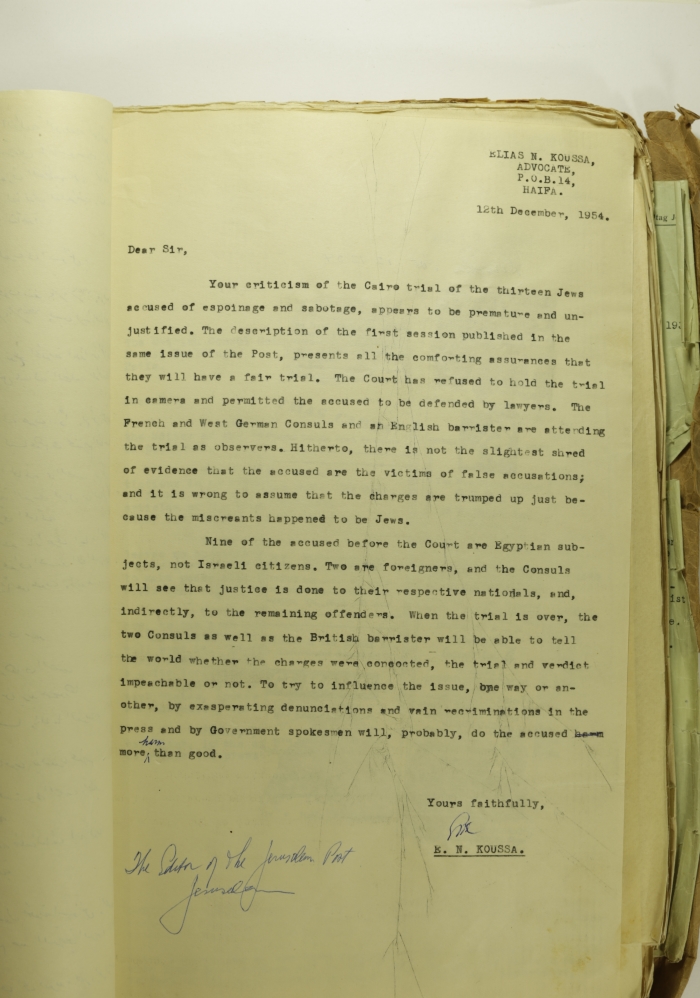 ELIAS N. KOUSSA,
ADVOCATE,
P.O.B.14,
HAIFA.
12th December, 1954.
Dear Sir,
Your criticism of the Cairo trial of the thirteen Jews
accused of espoinage and sabotage, appears to be premature and un-
justified. The description of the first session published in the
same issue of the Post, presents all the comforting assurances that
they will have a fair trial. The Court has refused to hold the trial
in camera and permitted the accused to be defended by lawyers. The
French and West German Consuls and an English barrister are attending
the trial as observers. Hitherto, there is not the slightest shred
of evidence that the accused are the victims of false accusations;
and it is wrong to assume that the charges are trumped up just be-
cause the miscreants happened to be Jews.
Nine of the accused before the Court are Egyptian sub-
jects, not Israeli citizens. Two are foreigners, and the Consuls
will see that justice is done to their respective nationals, and,
indirectly, to the remaining offenders. When the trial is over, the
two Consuls as well as the British barrister will be able to tell
the world whether the charges were concocted, the trial and verdict
impeachable or not. To try to influence the issue, one way or an-
other, by exasperating denunciations and vain recriminations in the
press and by Government spokesmen will, probably, do the accused harm
more harm than good.
Yours faithfully,
E. N. KOUSSA.
The Editor of the Jerusalem Post
Jerusalem